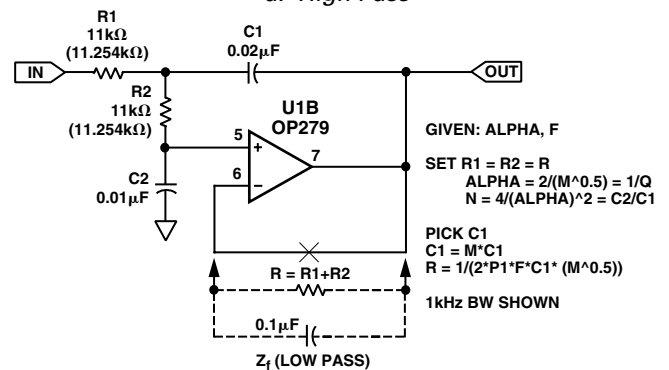 a. High Pass
R1
11kΩ
(11.254kΩ)
C1
0.02μF
IN
OUT
R2
11kΩ
(11.254kΩ)
U1B
OP279
5
+
7
6
–
C2
0.01μF
GIVEN: ALPHA, F
SET R1 = R2 = R
ALPHA = 2/(M^0.5) = 1/Q
N = 4/(ALPHA)^2 = C2/C1
PICK C1
C1 = M*C1
R = 1/(2*P1*F*C1* (M^0.5))
1kHz BW SHOWN
R = R1+R2
0.1μF
Zf (LOW PASS)